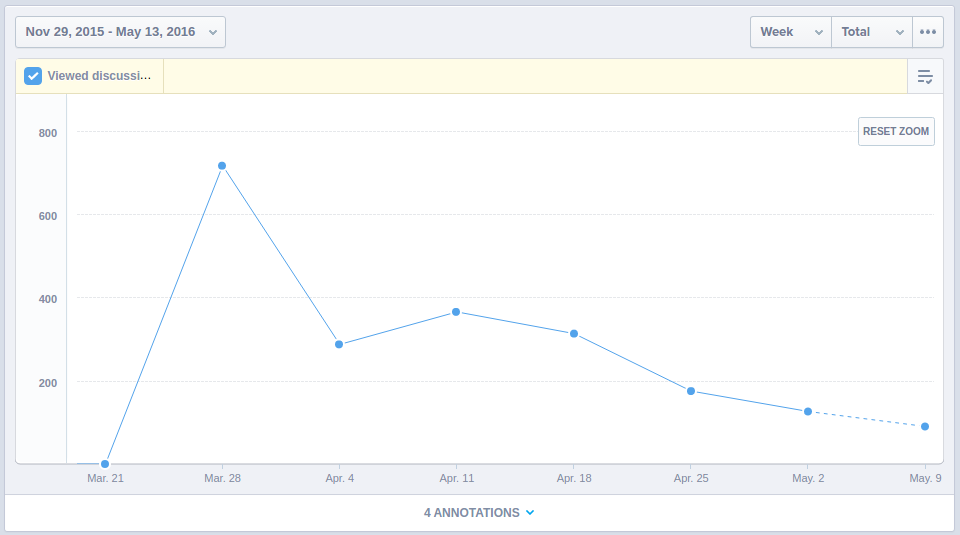 Nov 29, 2015 - May 13, 2016 Week Total
Viewed discussi...
RESET ZOOM
800
600
400
200
Mar. 21 Mar. 28 Apr. 4 Apr. 11 Apr. 18 Apr. 25 May. 2 May. 9
4 ANNOTATIONS